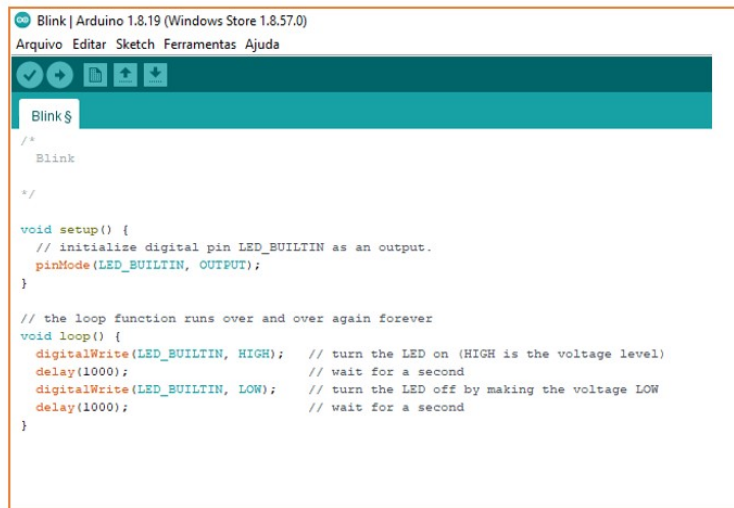 Blink | Arduino 1.8.19 (Windows Store 1.8.57.0)
Arquivo Editar Sketch Ferramentas Ajuda
Blink §
/*
  Blink

*/

void setup() {
  // initialize digital pin LED_BUILTIN as an output.
  pinMode(LED_BUILTIN, OUTPUT);
}

// the loop function runs over and over again forever
void loop() {
  digitalWrite(LED_BUILTIN, HIGH);   // turn the LED on (HIGH is the voltage level)
  delay(1000);                       // wait for a second
  digitalWrite(LED_BUILTIN, LOW);    // turn the LED off by making the voltage LOW
  delay(1000);                       // wait for a second
}